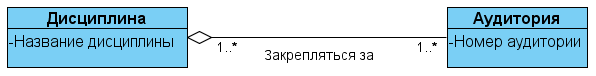 Дисциплина
-Название дисциплины
1..*
Закрепляться за
1..*
Аудитория
-Номер аудитории